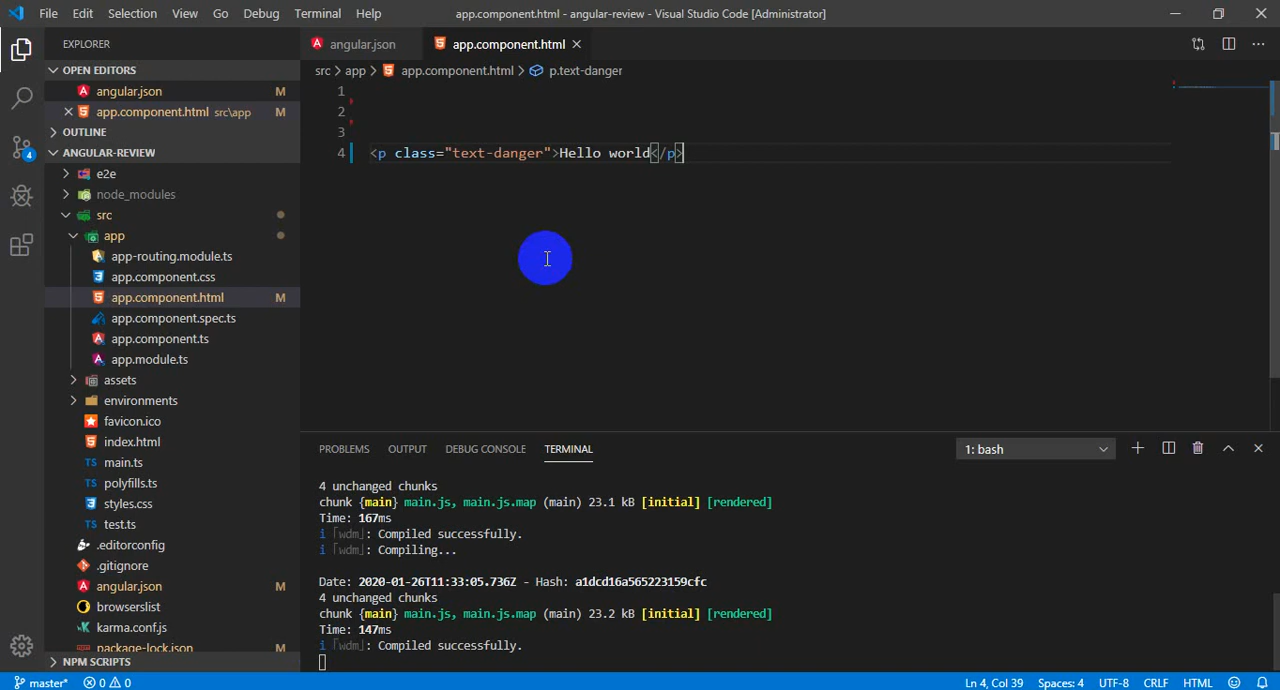 File Edit Selection View Go Debug Terminal Help app.component.html - angular-review - Visual Studio Code [Administrator]
EXPLORER
OPEN EDITORS
angular.json M
app.component.html src\app M
OUTLINE
ANGULAR-REVIEW
e2e
node_modules
src
app
app-routing.module.ts
app.component.css
app.component.html M
app.component.spec.ts
app.component.ts
app.module.ts
assets
environments
favicon.ico
index.html
TS main.ts
TS polyfills.ts
styles.css
TS test.ts
.editorconfig
.gitignore
angular.json M
browserslist
karma.conf.js
package-lock.json M
NPM SCRIPTS
angular.json app.component.html
src > app > app.component.html > p.text-danger
1
2
3
4 <p class="text-danger">Hello world</p>
PROBLEMS OUTPUT DEBUG CONSOLE TERMINAL 1: bash
4 unchanged chunks
chunk {main} main.js, main.js.map (main) 23.1 kB [initial] [rendered]
Time: 167ms
i ｢wdm｣: Compiled successfully.
i ｢wdm｣: Compiling...
Date: 2020-01-26T11:33:05.736Z - Hash: a1dcd16a565223159cfc
4 unchanged chunks
chunk {main} main.js, main.js.map (main) 23.2 kB [initial] [rendered]
Time: 147ms
i ｢wdm｣: Compiled successfully.
4
master* 0 0 Ln 4, Col 39 Spaces: 4 UTF-8 CRLF HTML